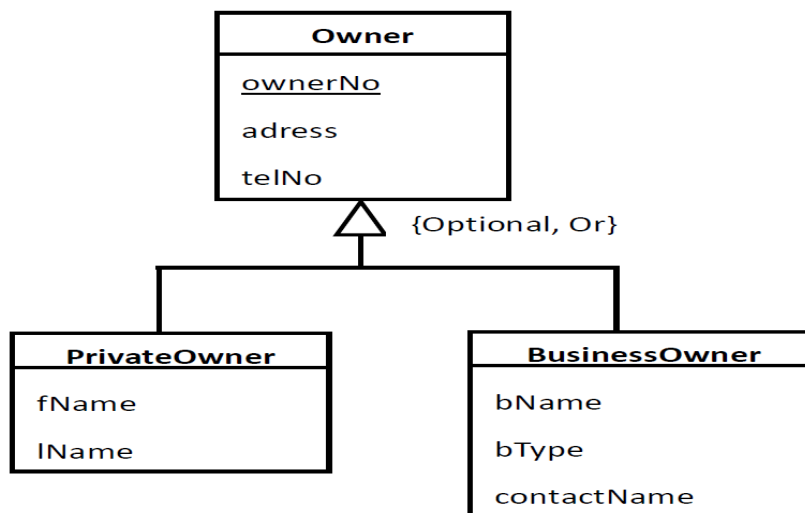 Owner
ownerNo
adress
telNo
{Optional, Or}
PrivateOwner
fName
lName
BusinessOwner
bName
bType
contactName